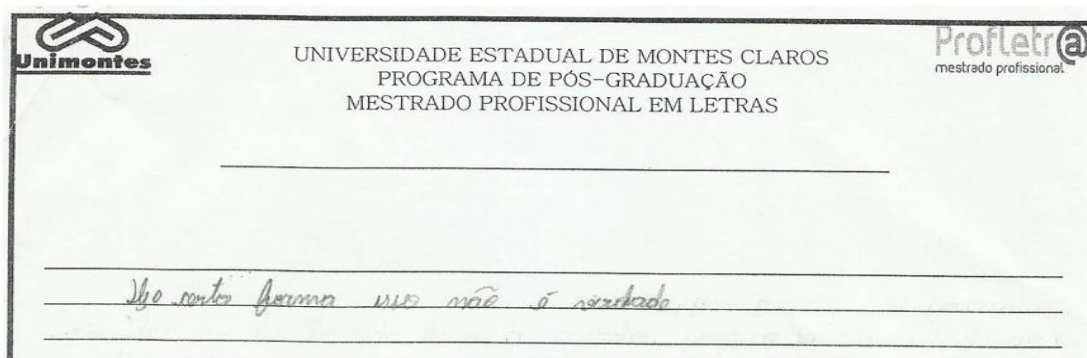 Unimontes
UNIVERSIDADE ESTADUAL DE MONTES CLAROS
PROGRAMA DE PÓS-GRADUAÇÃO
MESTRADO PROFISSIONAL EM LETRAS
Profletr@
mestrado profissional
forma isso não é verdade